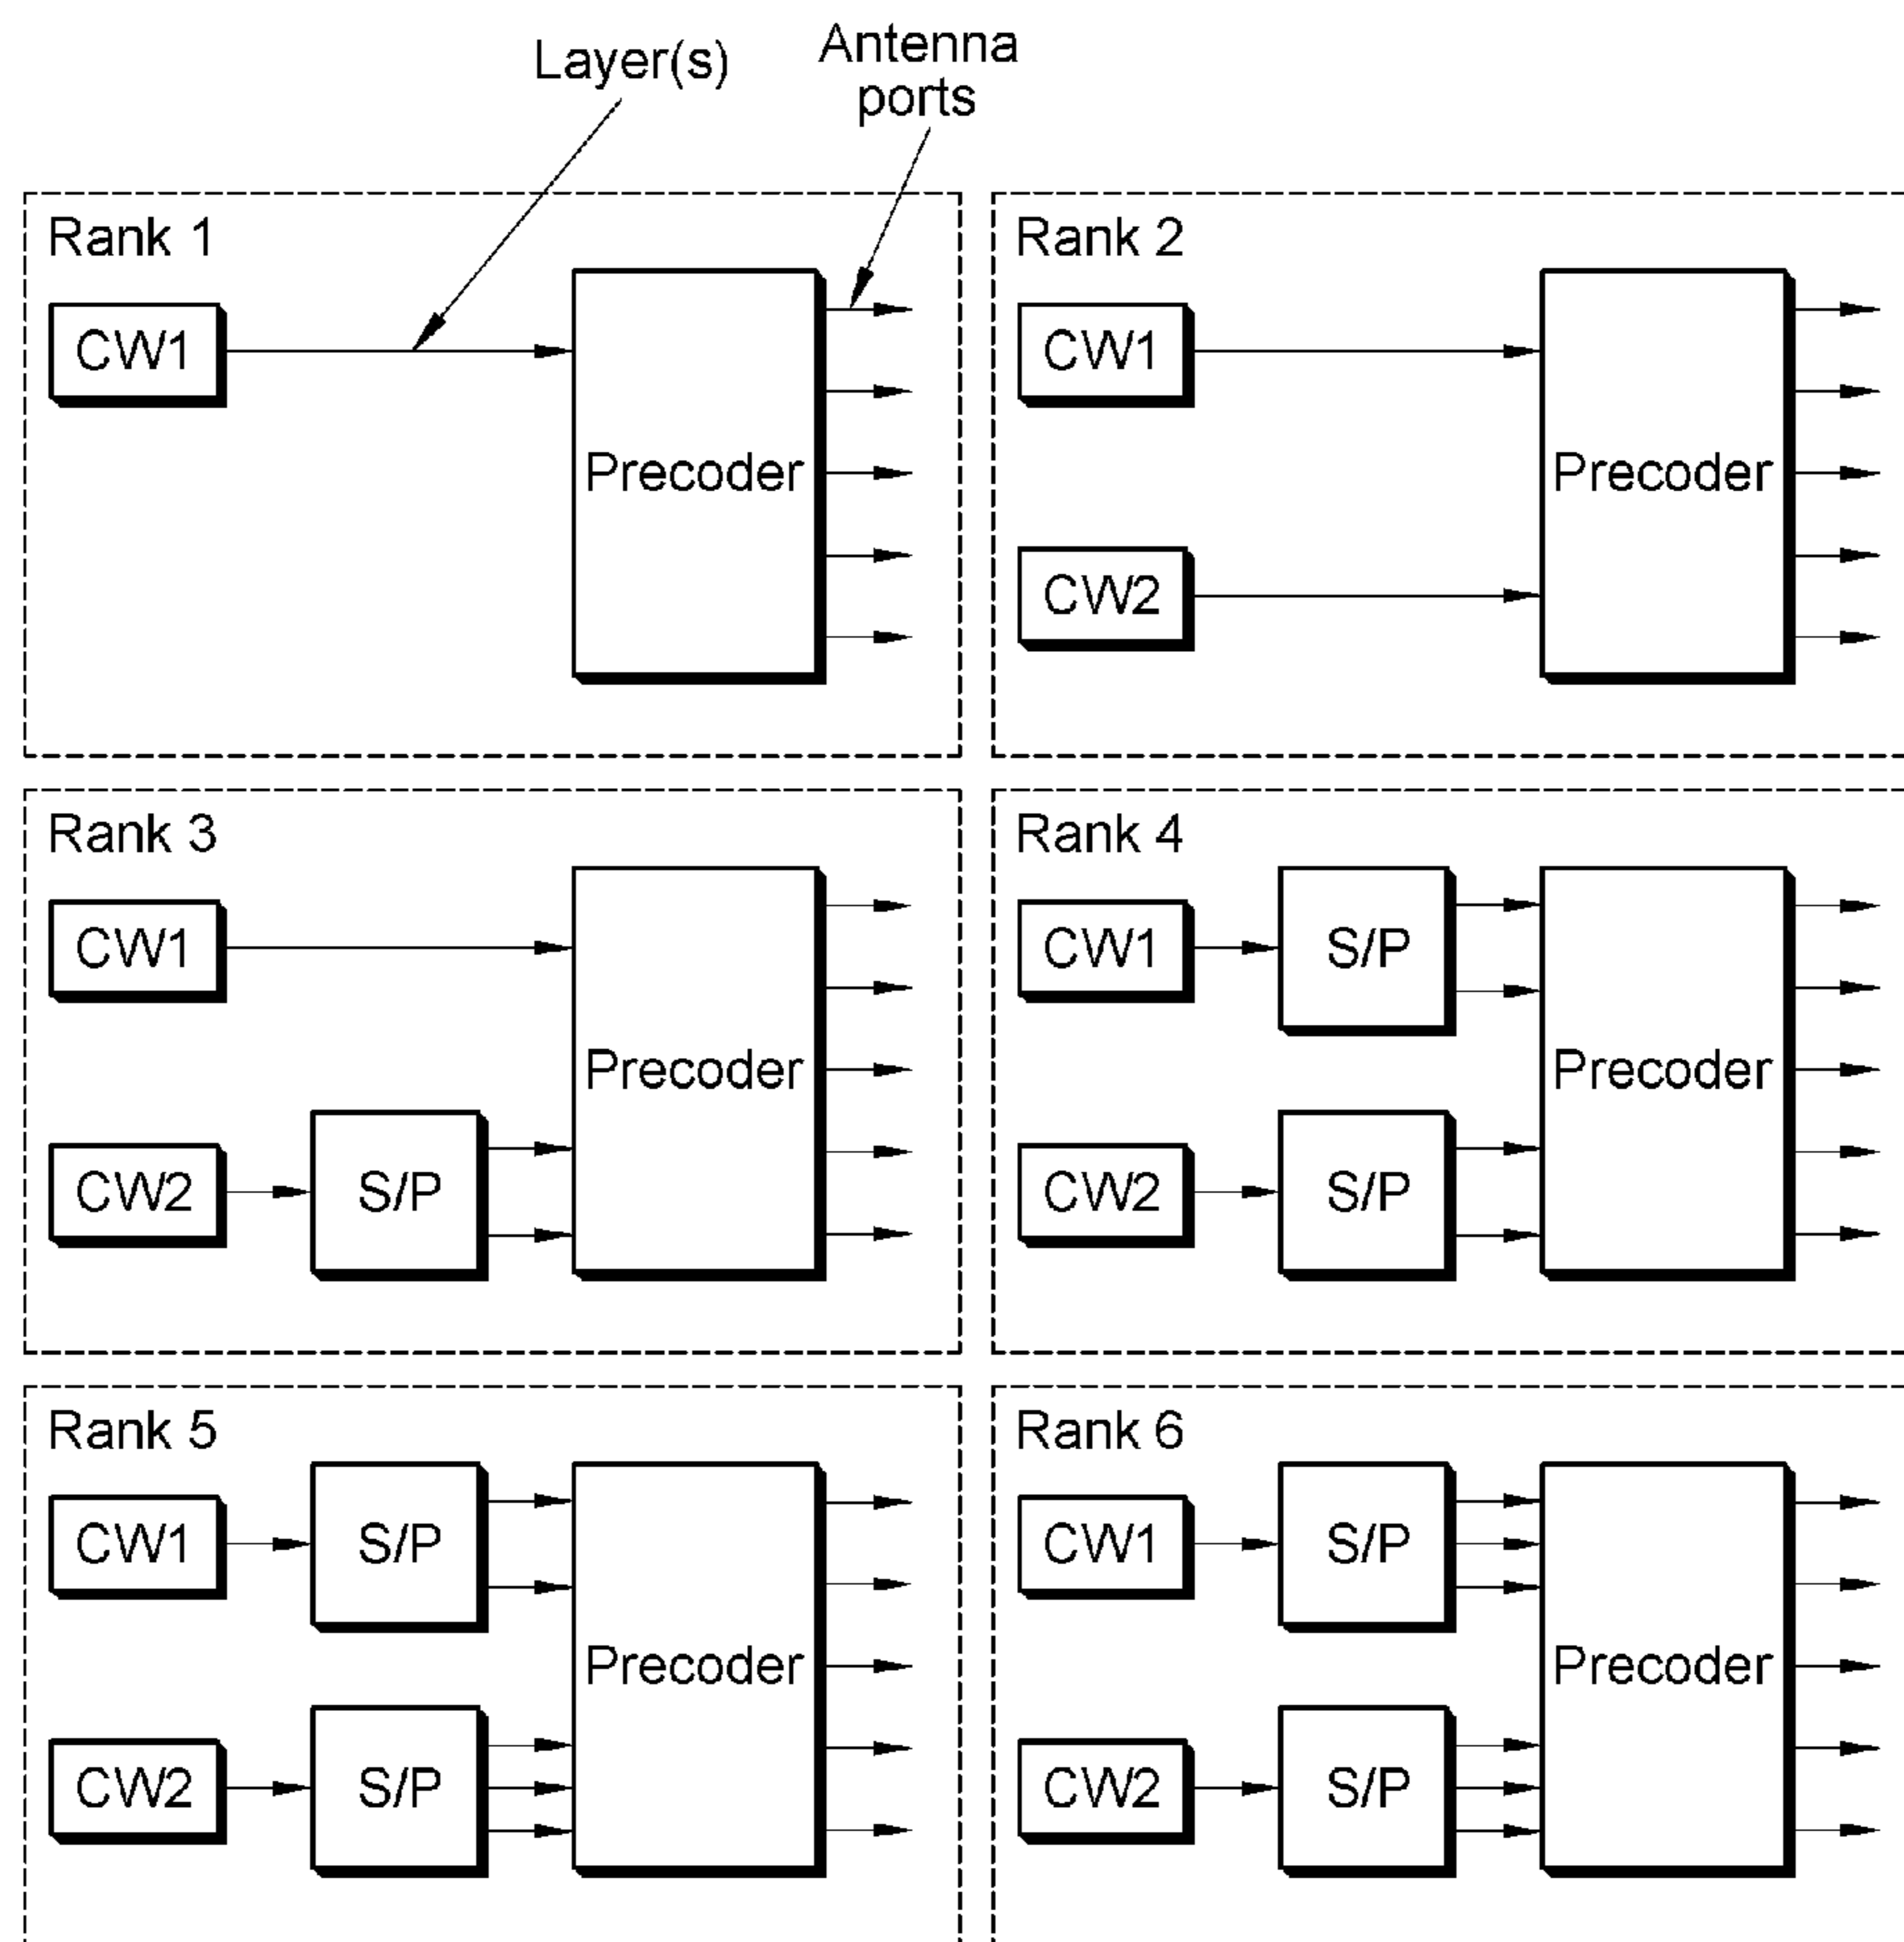 Layer(s)
Antenna
ports
Rank 1
CW1
Precoder
Rank 2
CW1
Precoder
CW2
Rank 3
CW1
Precoder
CW2
S/P
Rank 4
CW1
S/P
Precoder
CW2
S/P
Rank 5
CW1
S/P
Precoder
CW2
S/P
Rank 6
CW1
S/P
Precoder
CW2
S/P